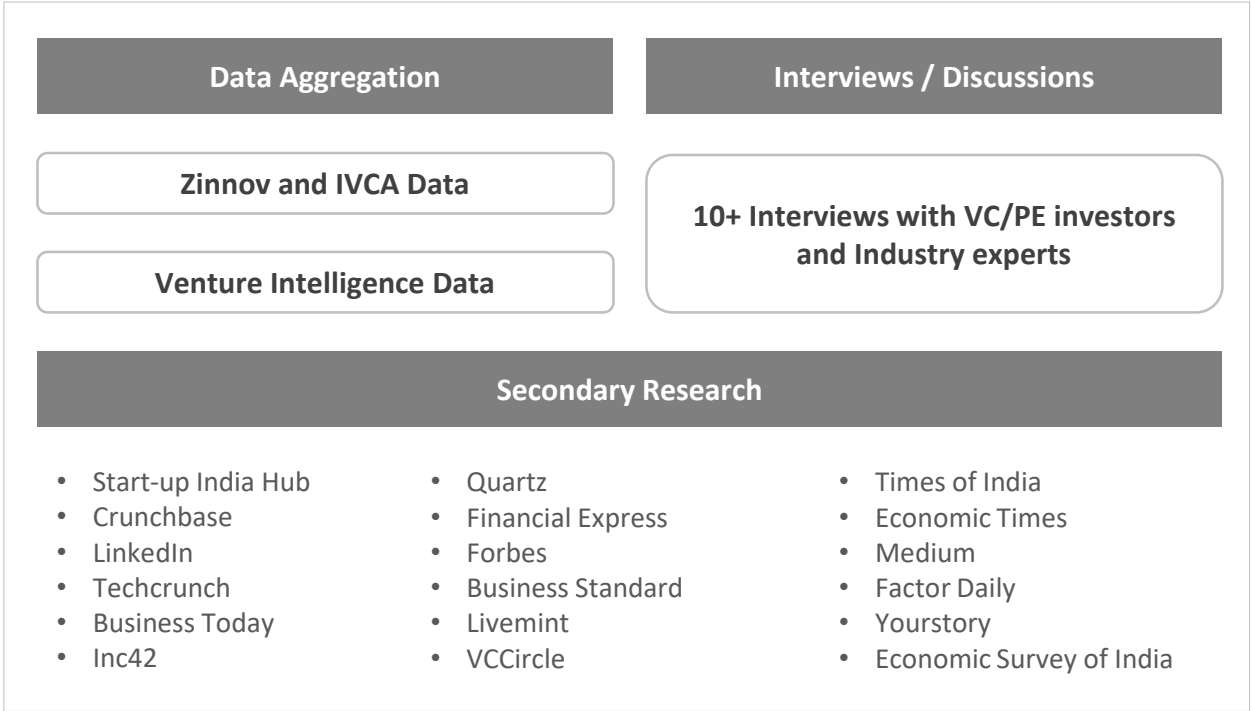 Data Aggregation
Zinnov and IVCA Data
Venture Intelligence Data
Interviews / Discussions
10+ Interviews with VC/PE investors
and Industry experts
Secondary Research
• Start-up India Hub
• Crunchbase
• LinkedIn
• Techcrunch
• Business Today
• Inc42
• Quartz
• Financial Express
• Forbes
• Business Standard
• Livemint
• VCCircle
• Times of India
• Economic Times
• Medium
• Factor Daily
• Yourstory
• Economic Survey of India